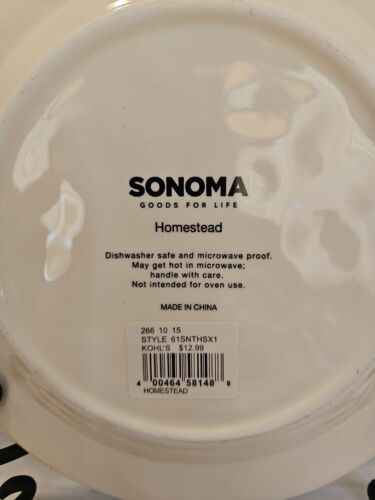 SONOMA
GOODS FOR LIFE
Homestead
Dishwasher safe and microwave proof.
May get hot in microwave;
handle with care.
Not intended for oven use.
MADE IN CHINA
266 10 15
STYLE 61SNTHSX1
KOHL'S $12.99
4 00464 58148 8
HOMESTEAD